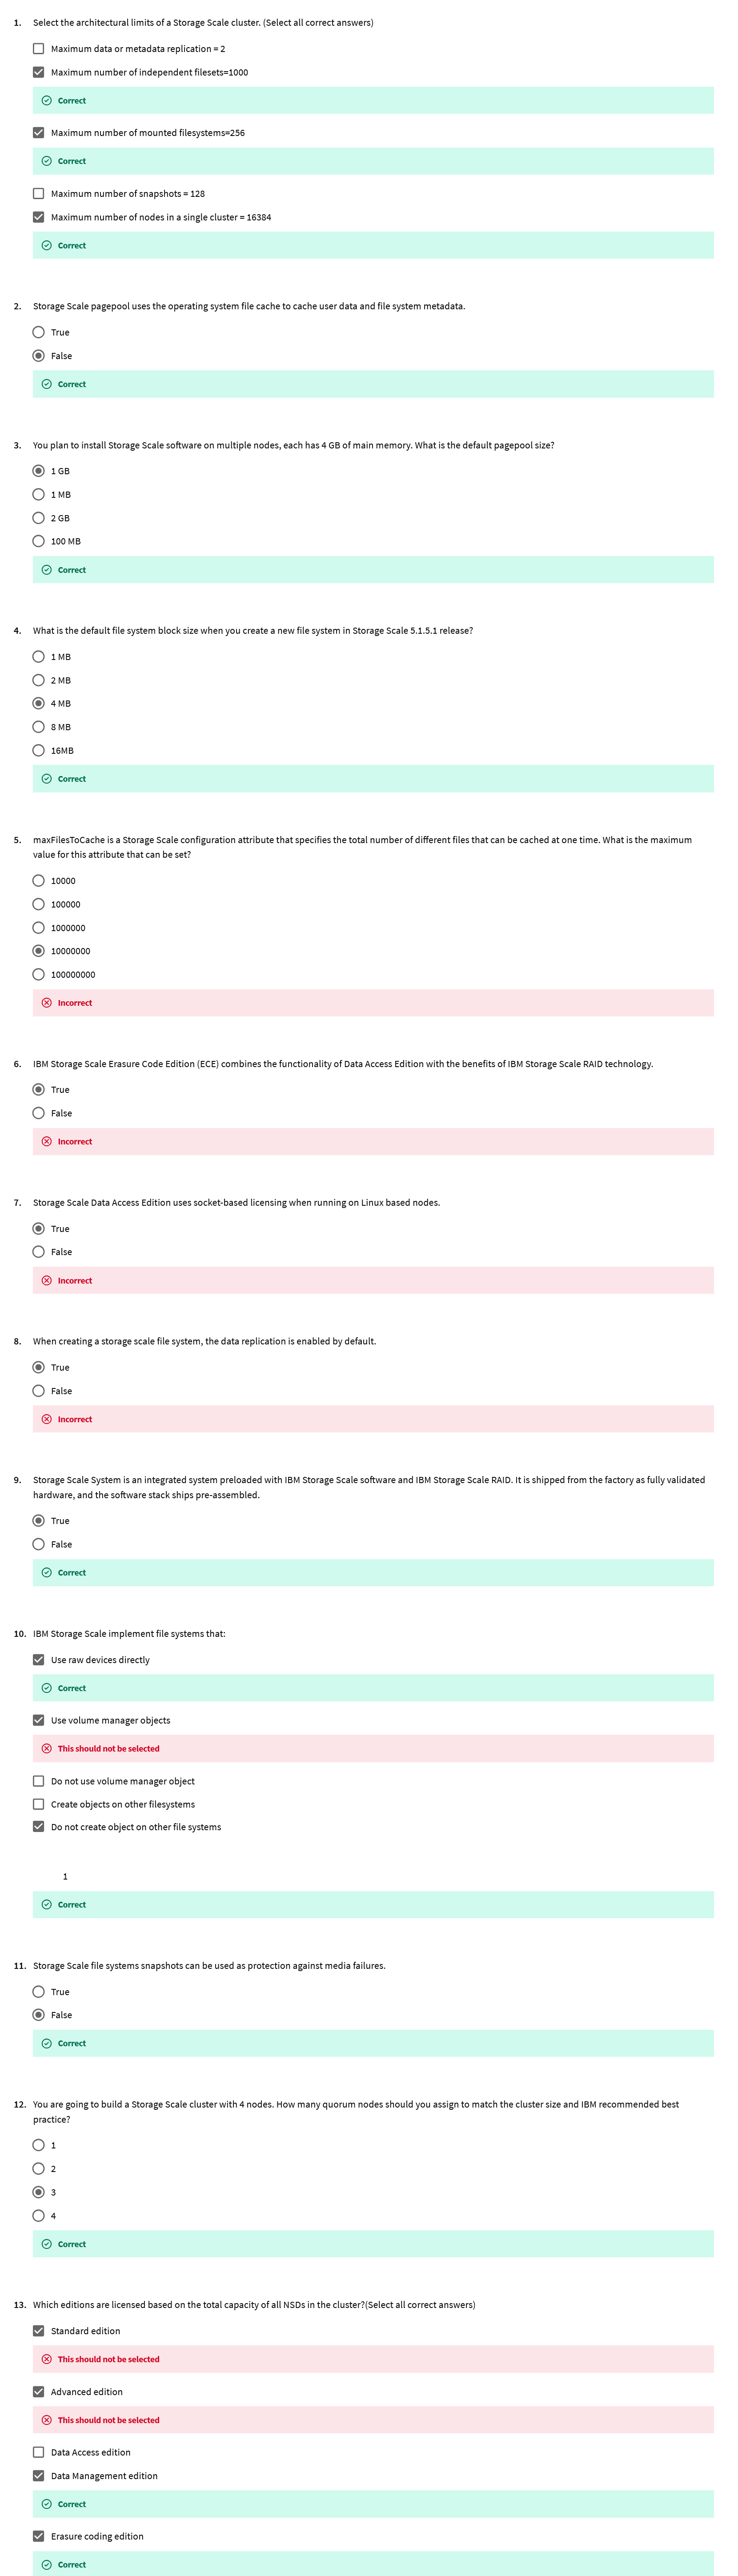 1. Select the architectural limits of a Storage Scale cluster. (Select all correct answers)
Maximum data or metadata replication = 2
Maximum number of independent filesets=1000
Correct
Maximum number of mounted filesystems=256
Correct
Maximum number of snapshots = 128
Maximum number of nodes in a single cluster = 16384
Correct
2. Storage Scale pagepool uses the operating system file cache to cache user data and file system metadata.
True
False
Correct
3. You plan to install Storage Scale software on multiple nodes, each has 4 GB of main memory. What is the default pagepool size?
1 GB
1 MB
2 GB
100 MB
Correct
4. What is the default file system block size when you create a new file system in Storage Scale 5.1.5.1 release?
1 MB
2 MB
4 MB
8 MB
16MB
Correct
5. maxFilesToCache is a Storage Scale configuration attribute that specifies the total number of different files that can be cached at one time. What is the maximum
value for this attribute that can be set?
10000
100000
1000000
10000000
100000000
Incorrect
6. IBM Storage Scale Erasure Code Edition (ECE) combines the functionality of Data Access Edition with the benefits of IBM Storage Scale RAID technology.
True
False
Incorrect
7. Storage Scale Data Access Edition uses socket-based licensing when running on Linux based nodes.
True
False
Incorrect
8. When creating a storage scale file system, the data replication is enabled by default.
True
False
Incorrect
9. Storage Scale System is an integrated system preloaded with IBM Storage Scale software and IBM Storage Scale RAID. It is shipped from the factory as fully validated
hardware, and the software stack ships pre-assembled.
True
False
Correct
10. IBM Storage Scale implement file systems that:
Use raw devices directly
Correct
Use volume manager objects
This should not be selected
Do not use volume manager object
Create objects on other filesystems
Do not create object on other file systems
1
Correct
11. Storage Scale file systems snapshots can be used as protection against media failures.
True
False
Correct
12. You are going to build a Storage Scale cluster with 4 nodes. How many quorum nodes should you assign to match the cluster size and IBM recommended best
practice?
1
2
3
4
Correct
13. Which editions are licensed based on the total capacity of all NSDs in the cluster?(Select all correct answers)
Standard edition
This should not be selected
Advanced edition
This should not be selected
Data Access edition
Data Management edition
Correct
Erasure coding edition
Correct